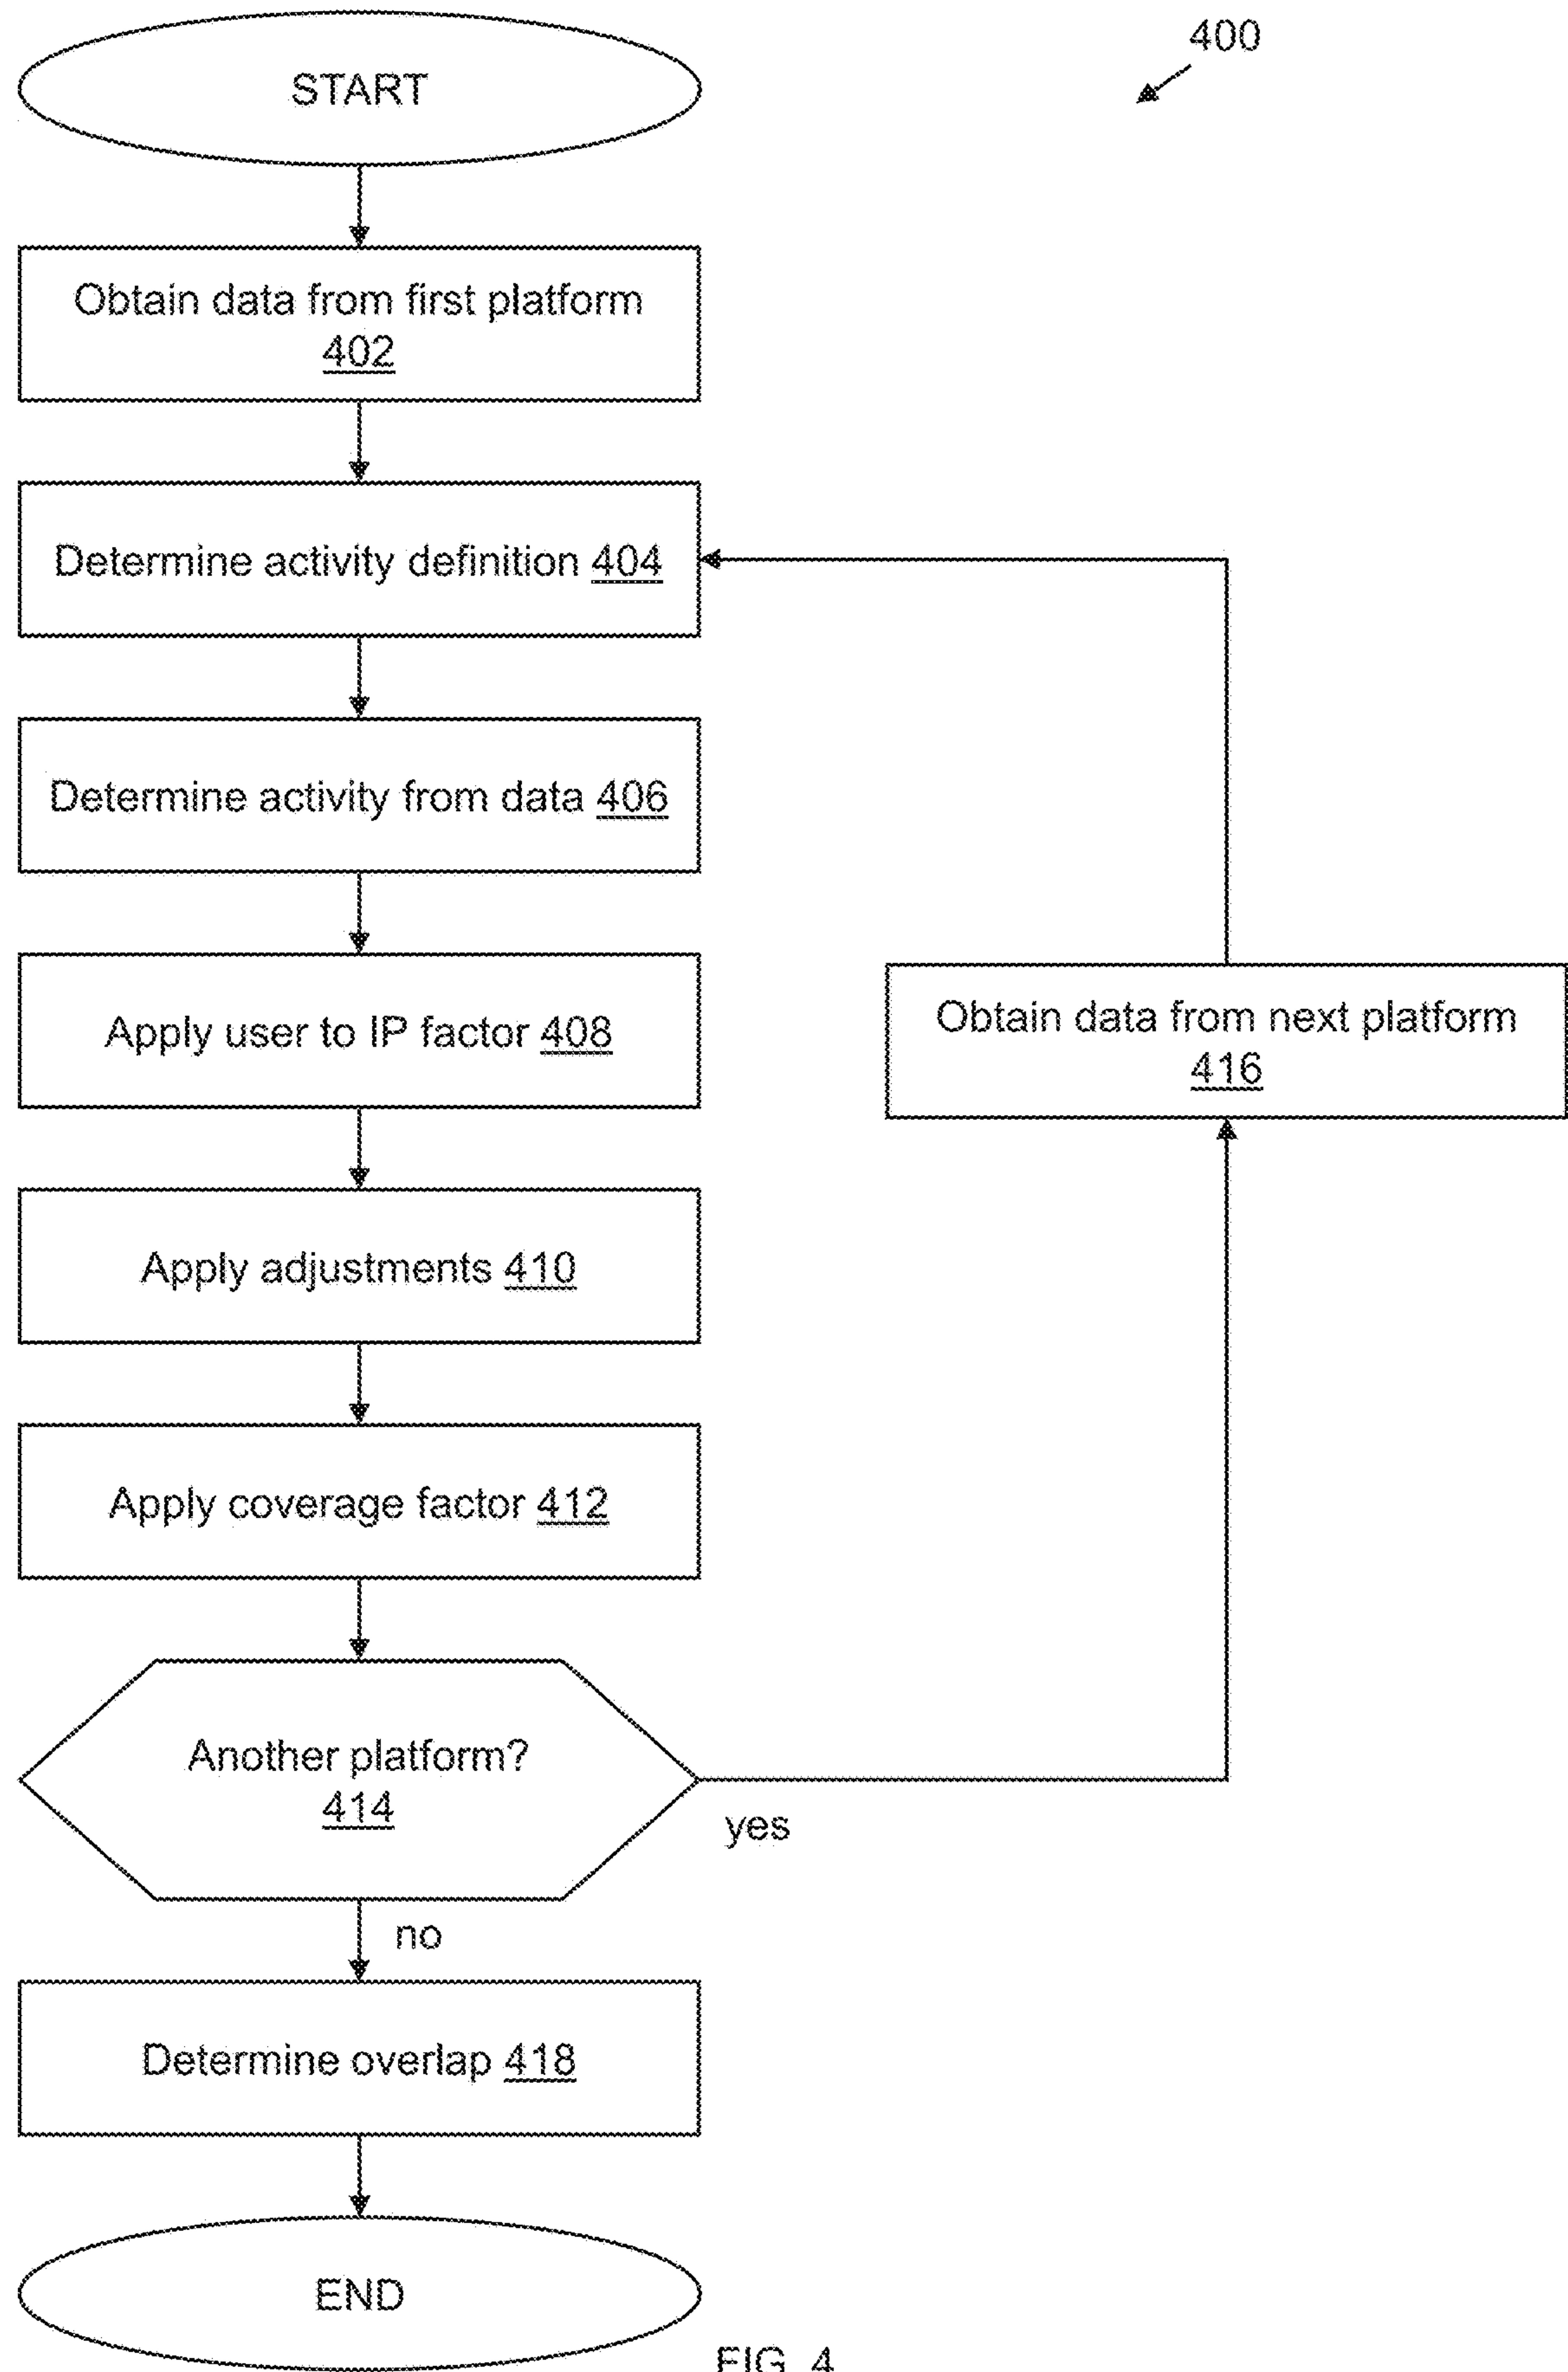 400
START
Obtain data from first platform
402
Determine activity definition 404
Determine activity from data 406
Apply user to IP factor 408
Obtain data from next platform
416
Apply adjustments 410
Apply coverage factor 412
Another platform?
414
yes
no
Determine overlap 418
END
FIG. 4